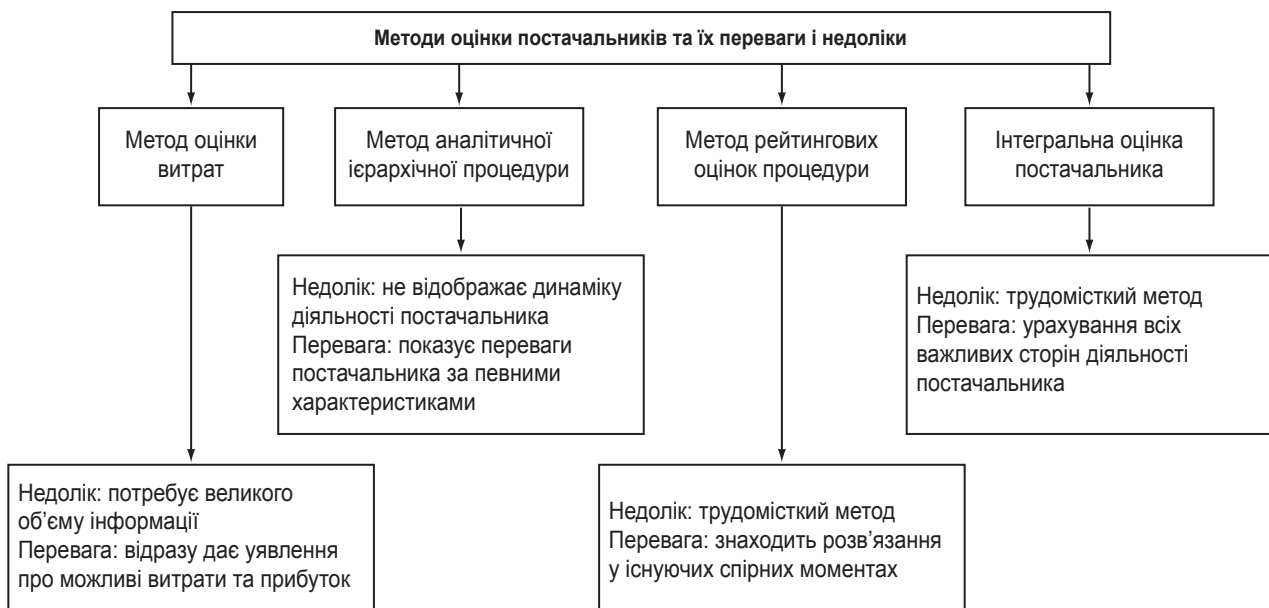 Методи оцінки постачальників та їх переваги і недоліки
Метод оцінки
витрат
Метод аналітичної
ієрархічної процедури
Метод рейтингових
оцінок процедури
Інтегральна оцінка
постачальника
Недолік: не відображає динаміку
діяльності постачальника
Перевага: показує переваги
постачальника за певними
характеристиками
Недолік: трудомісткий метод
Перевага: урахування всіх
важливих сторін діяльності
постачальника
Недолік: потребує великого
об’єму інформації
Перевага: відразу дає уявлення
про можливі витрати та прибуток
Недолік: трудомісткий метод
Перевага: знаходить розв’язання
у існуючих спірних моментах